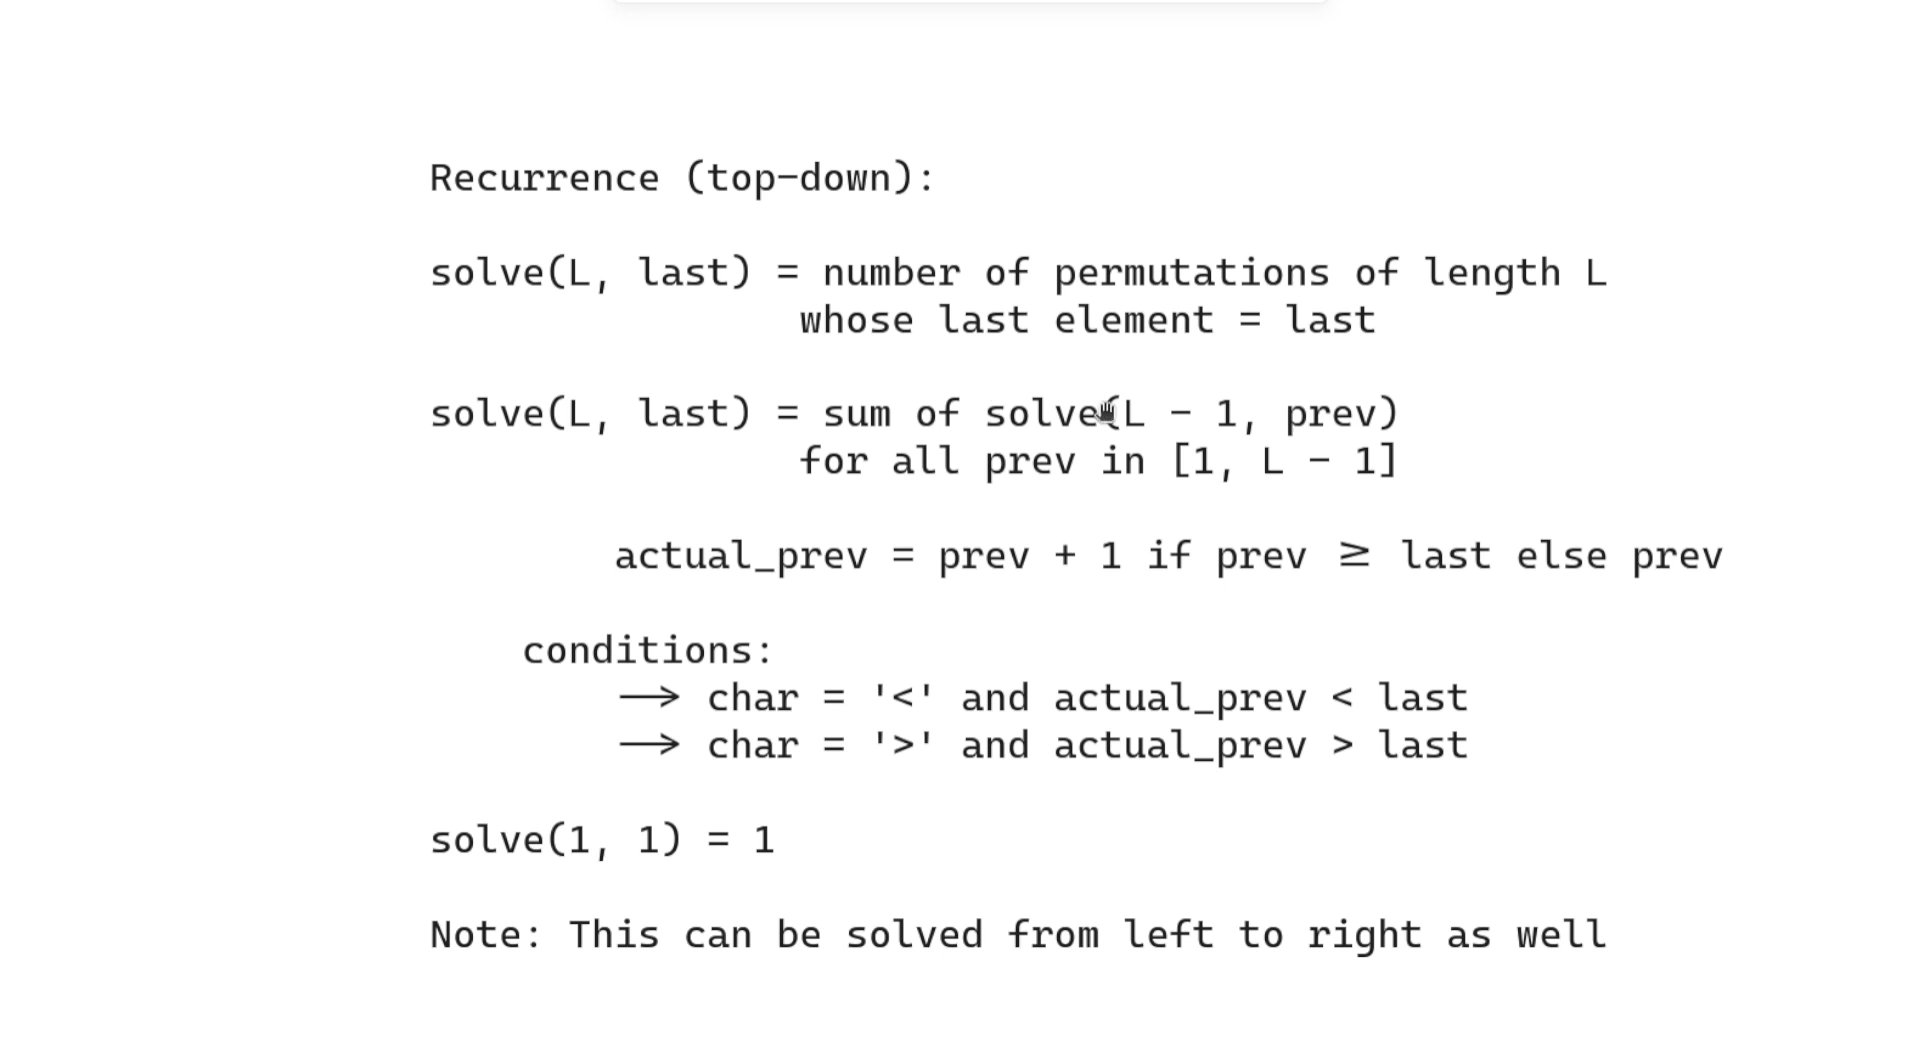 Recurrence (top-down):
solve(L, last) = number of permutations of length L
whose last element = last
solve(L, last) = sum of solve(L - 1, prev)
for all prev in [1, L - 1]
actual_prev = prev + 1 if prev ≥ last else prev
conditions:
⟶ char = '<' and actual_prev < last
⟶ char = '>' and actual_prev > last
solve(1, 1) = 1
Note: This can be solved from left to right as well